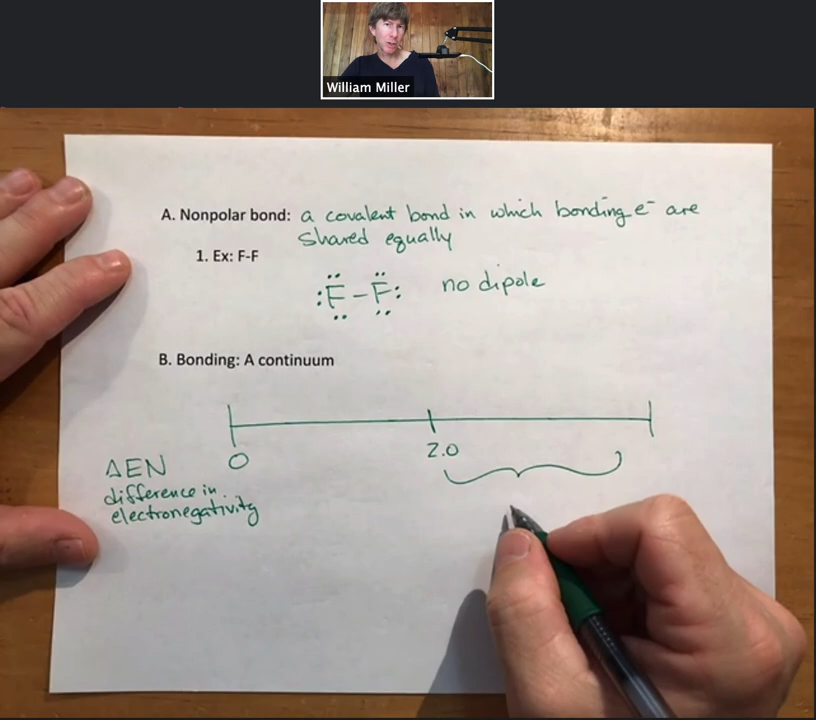 William Miller
A. Nonpolar bond: a covalent bond in which bonding e⁻ are
shared equally
1. Ex: F-F
:F̈-F̈: no dipole
B. Bonding: A continuum
0 2.0
ΔEN
difference in
electronegativity